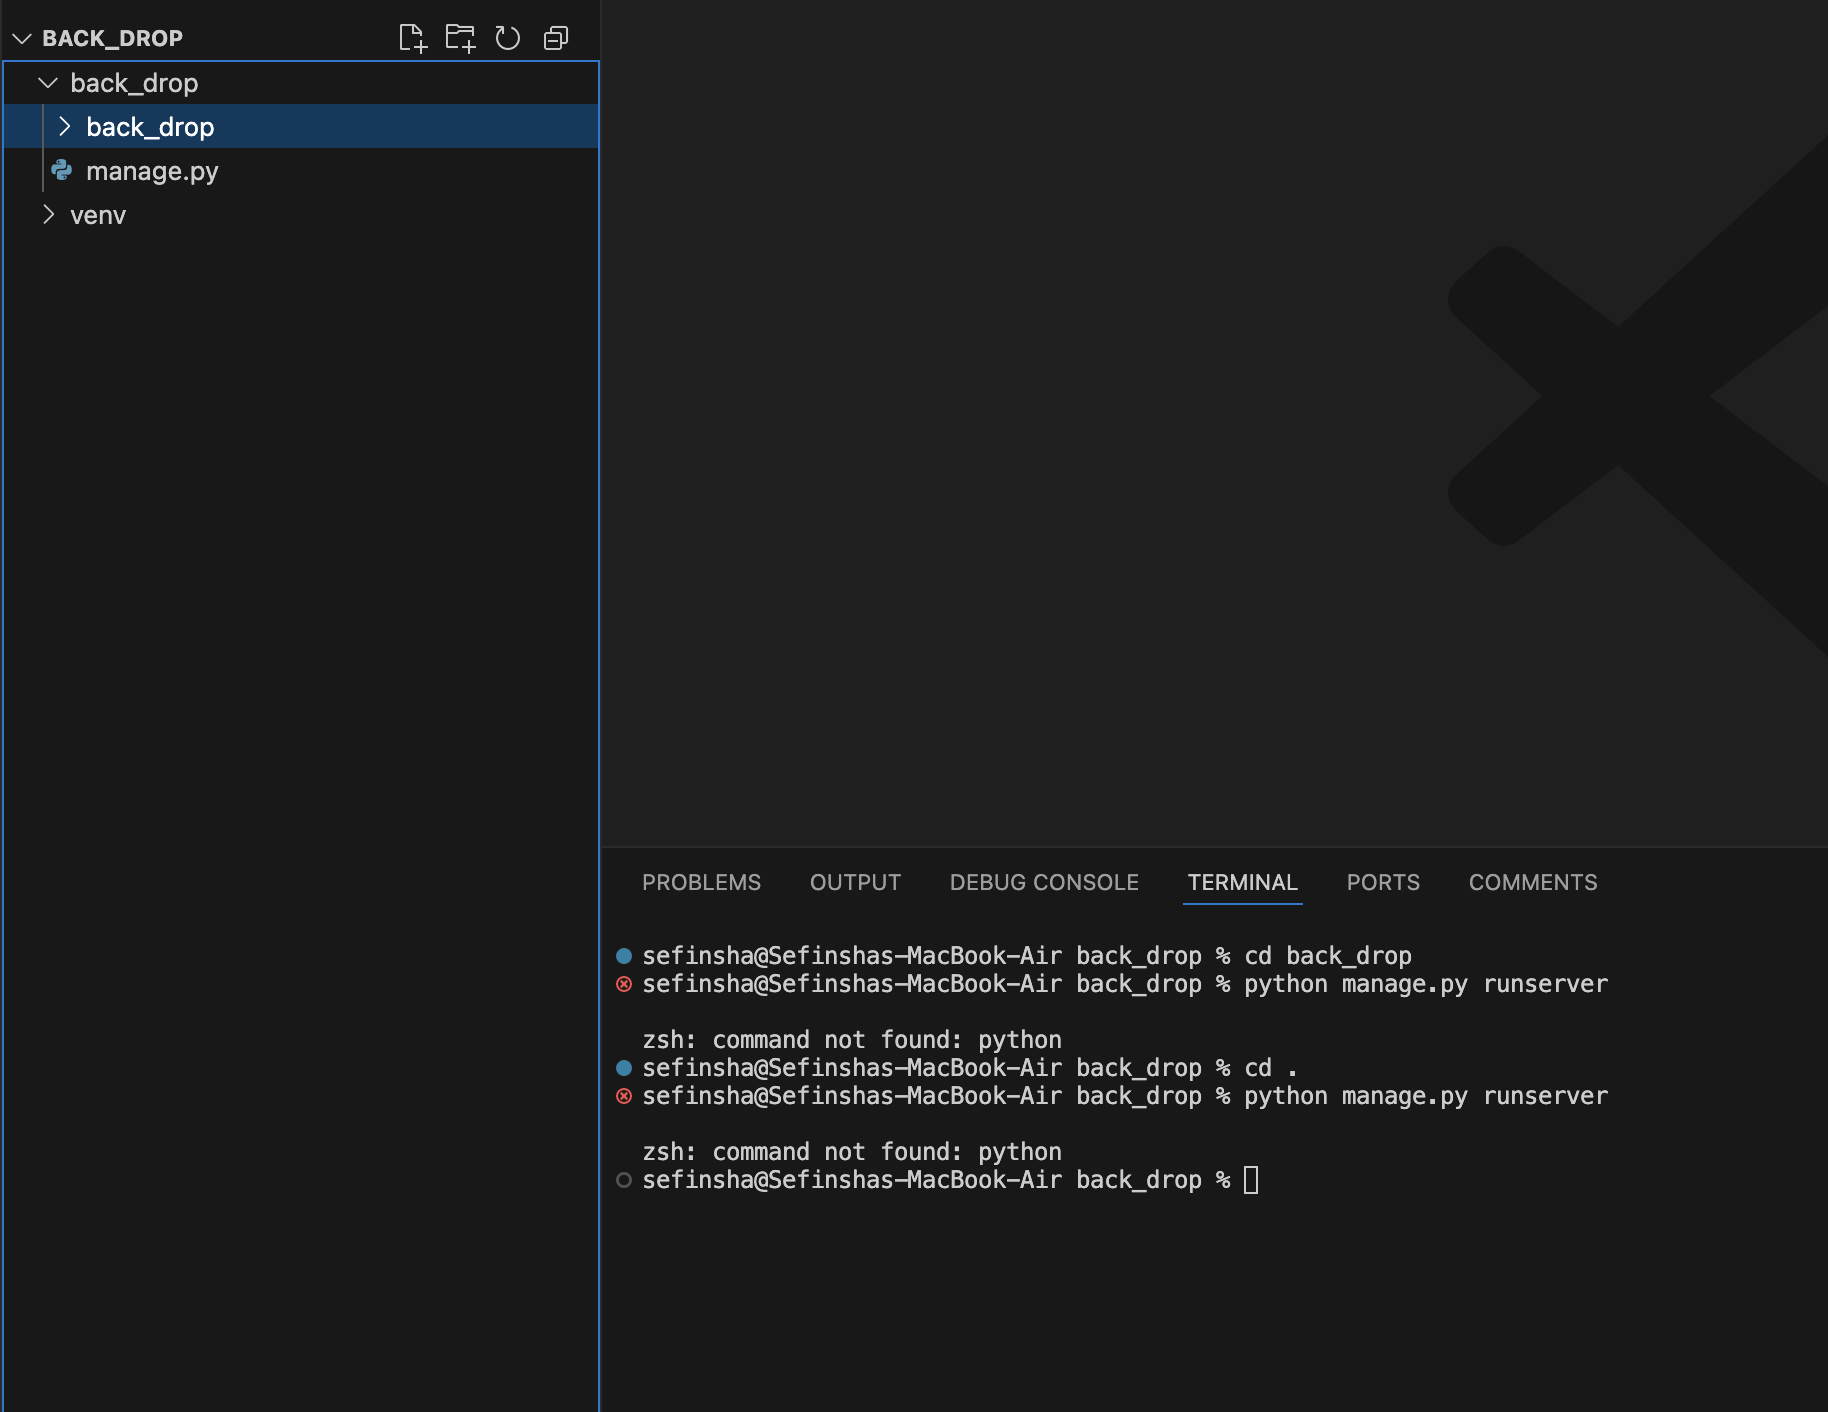 BACK_DROP
back_drop
back_drop
manage.py
venv
PROBLEMS OUTPUT DEBUG CONSOLE TERMINAL PORTS COMMENTS
sefinsha@Sefinshas-MacBook-Air back_drop % cd back_drop
sefinsha@Sefinshas-MacBook-Air back_drop % python manage.py runserver
zsh: command not found: python
sefinsha@Sefinshas-MacBook-Air back_drop % cd .
sefinsha@Sefinshas-MacBook-Air back_drop % python manage.py runserver
zsh: command not found: python
sefinsha@Sefinshas-MacBook-Air back_drop %